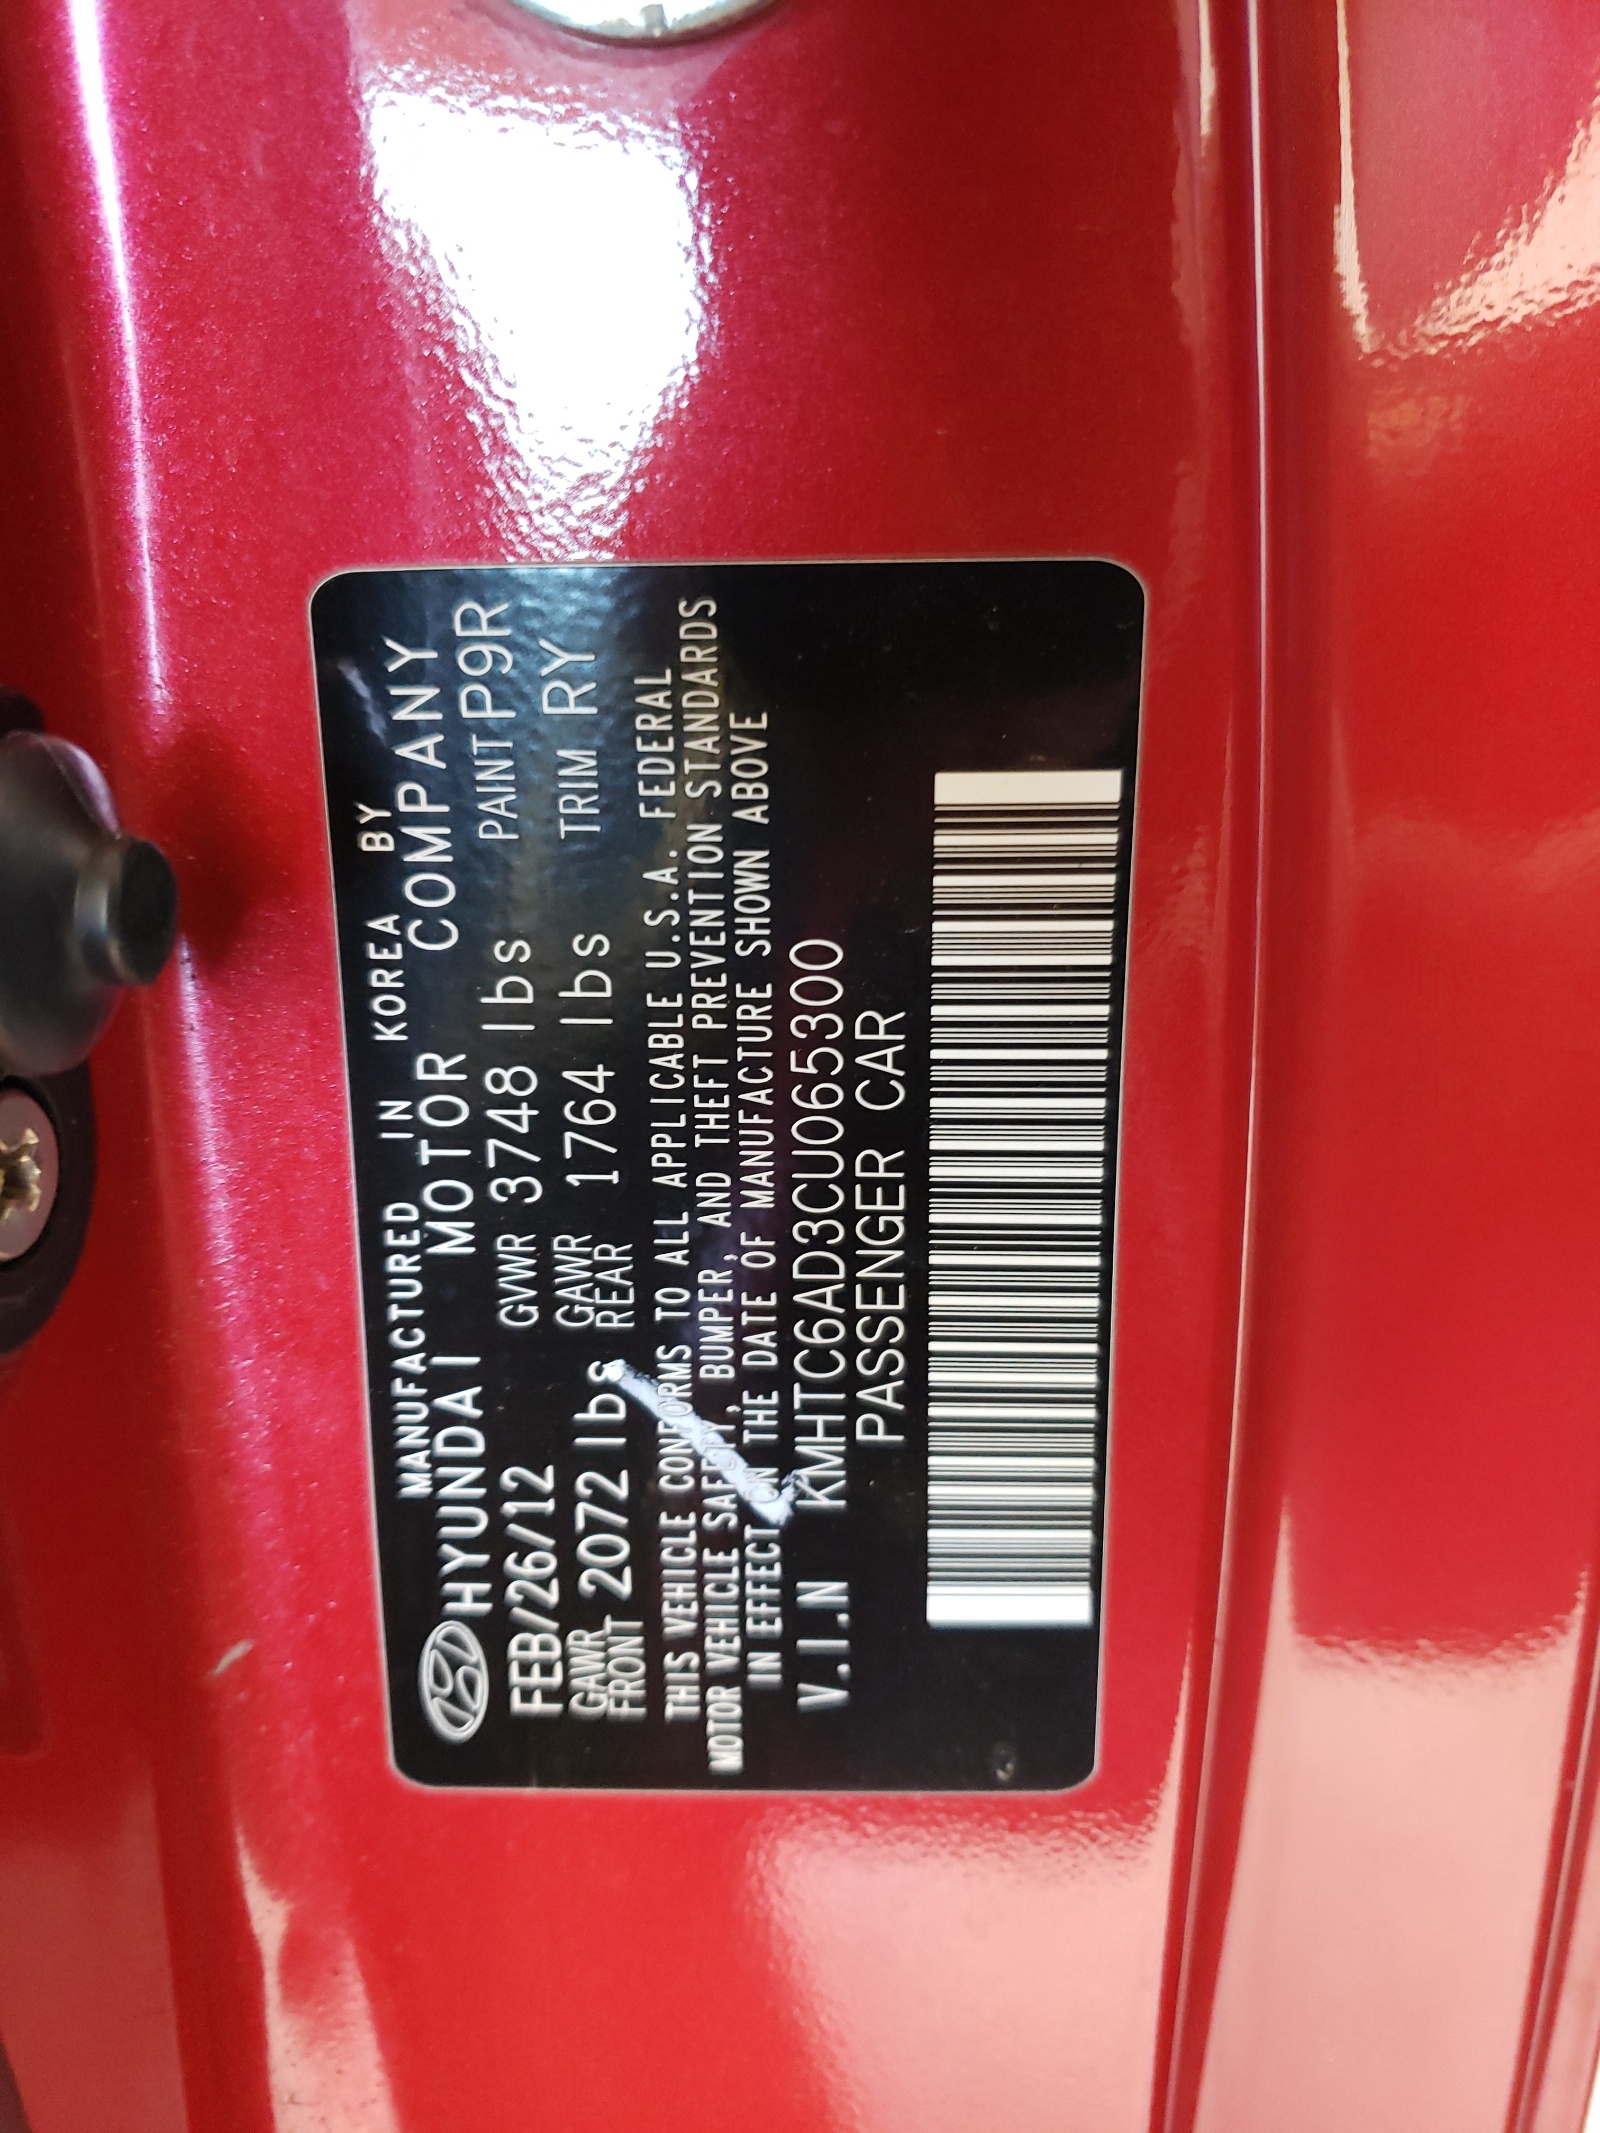 MANUFACTURED IN KOREA BY
HYUNDAI MOTOR COMPANY
FEB/26/12 GVWR 3748 lbs PAINT P9R
GAWR FRONT 2072 lbs GAWR REAR 1764 lbs TRIM RY
THIS VEHICLE CONFORMS TO ALL APPLICABLE U.S.A. FEDERAL
MOTOR VEHICLE SAFETY, BUMPER, AND THEFT PREVENTION STANDARDS
IN EFFECT ON THE DATE OF MANUFACTURE SHOWN ABOVE
V.I.N KMHTC6AD3CU065300
PASSENGER CAR